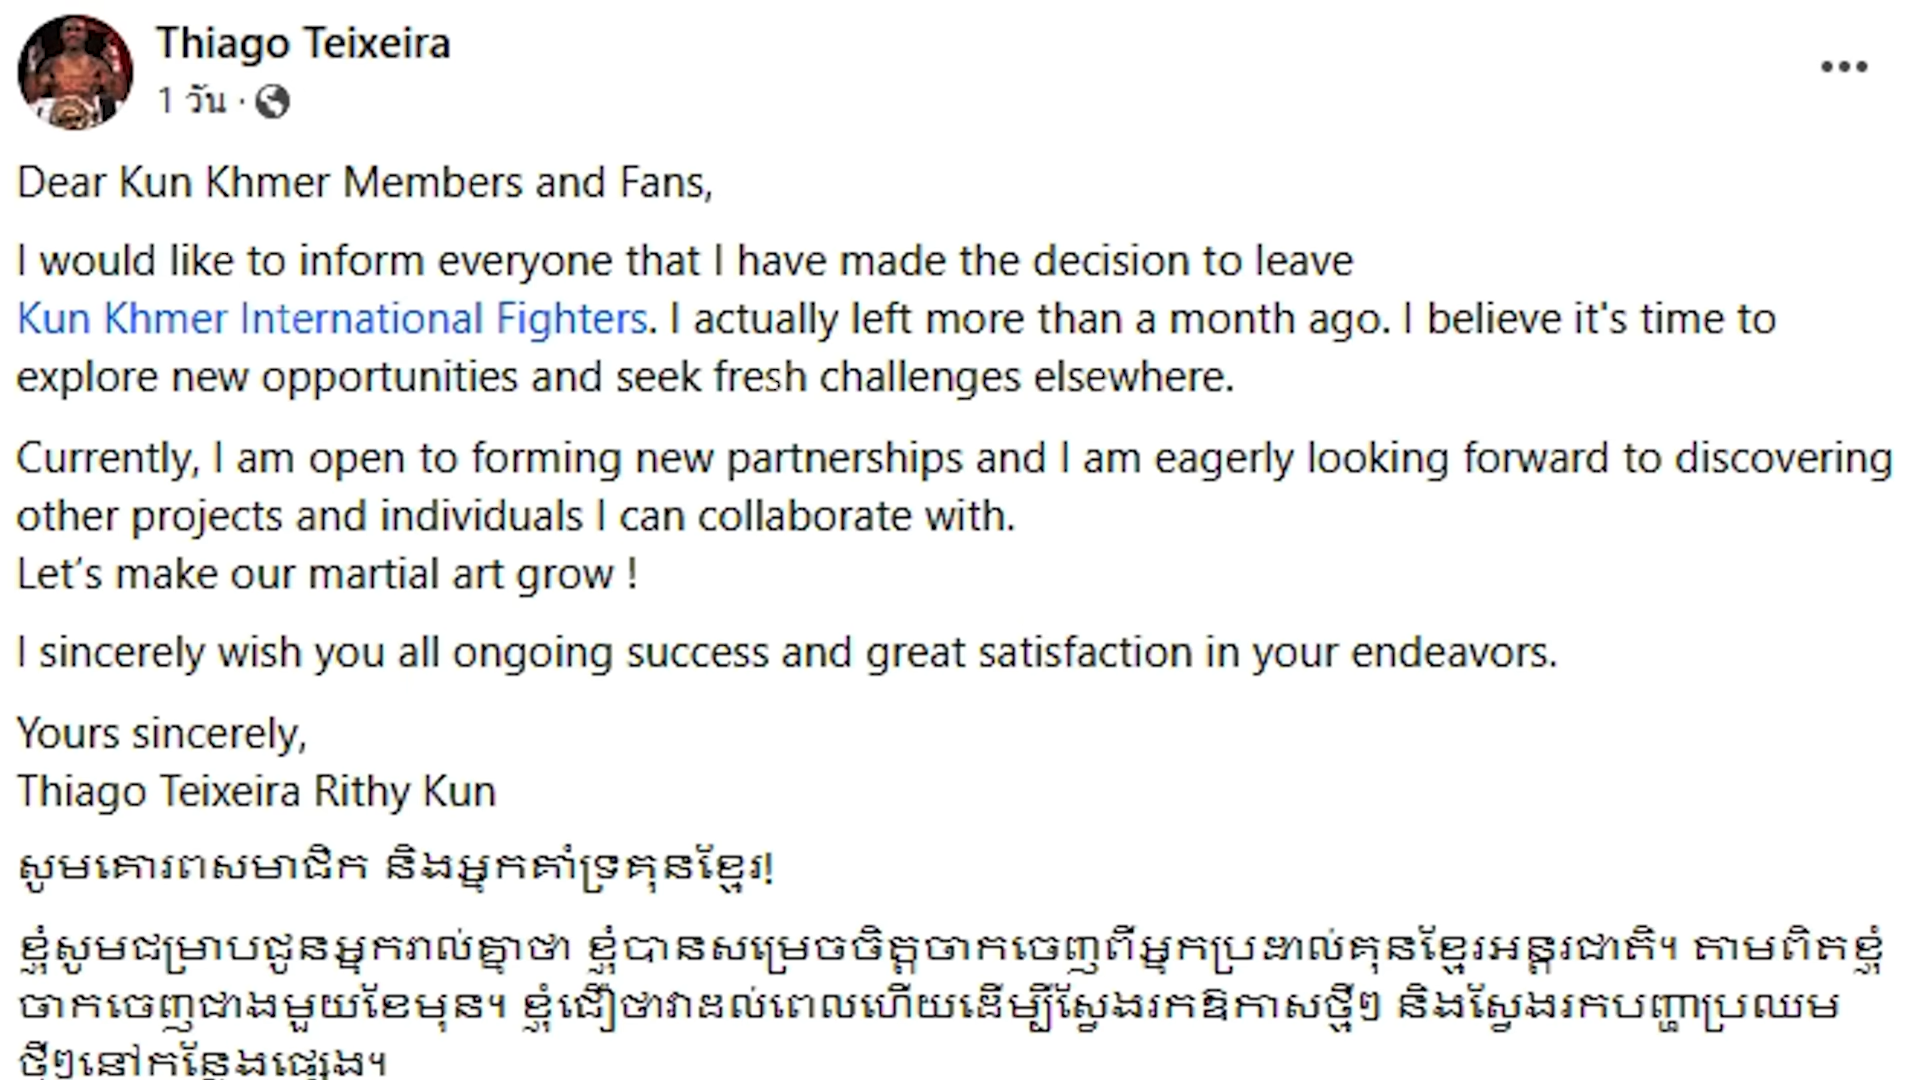 Thiago Teixeira
1 วัน ·
Dear Kun Khmer Members and Fans,
I would like to inform everyone that I have made the decision to leave
Kun Khmer International Fighters. I actually left more than a month ago. I believe it's time to
explore new opportunities and seek fresh challenges elsewhere.
Currently, I am open to forming new partnerships and I am eagerly looking forward to discovering
other projects and individuals I can collaborate with.
Let’s make our martial art grow !
I sincerely wish you all ongoing success and great satisfaction in your endeavors.
Yours sincerely,
Thiago Teixeira Rithy Kun
សូមគោរពសមាជិក និងអ្នកគាំទ្រគុនខ្មែរ!
ខ្ញុំសូមជម្រាបជូនអ្នករាល់គ្នាថា ខ្ញុំបានសម្រេចចិត្តចាកចេញពីអ្នកប្រដាល់គុនខ្មែរអន្តរជាតិ។ តាមពិតខ្ញុំ
ចាកចេញជាងមួយខែមុន។ ខ្ញុំជឿថាវាដល់ពេលហើយដើម្បីស្វែងរកឱកាសថ្មីៗ និងស្វែងរកបញ្ហាប្រឈម
ថ្មីៗនៅកន្លែងផ្សេង។